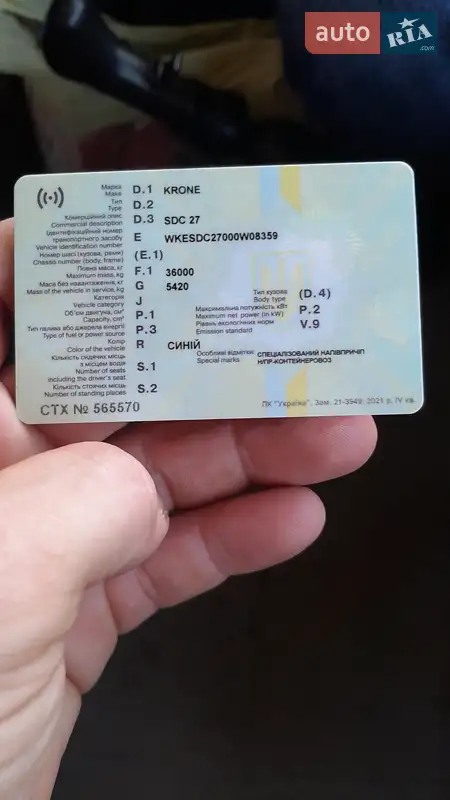 auto RIA .com
Марка D.1 KRONE
Make
Тип D.2
Type
Комерційний опис D.3 SDC 27
Commercial description
Ідентифікаційний номер
транспортного засобу E WKESDC27000W08359
Vehicle identification number
Номер шасі (кузова, рами) (E.1)
Chassis number (body, frame)
Повна маса, кг F.1 36000
Maximum mass, kg
Маса без навантаження, кг G 5420
Mass of the vehicle in service, kg
Категорія J
Vehicle category
Об'єм двигуна, см³ P.1
Capacity, cm³
Тип палива або джерела енергії P.3
Type of fuel or power source
Колір R СИНІЙ
Color of the vehicle
Кількість сидячих місць
з місцем водія S.1
Number of seats
including the driver's seat
Кількість стоячих місць S.2
Number of standing places
Тип кузова (D.4)
Body type
Максимальна потужність кВт P.2
Maximum net power (in kW)
Рівень екологічних норм V.9
Emission standard
Особливі відмітки СПЕЦІАЛІЗОВАНИЙ НАПІВПРИЧІП
Special marks Н/ПР-КОНТЕЙНЕРОВОЗ
СТХ № 565570
ПК "Україна". Зам. 21-3949. 2021 р. IV кв.